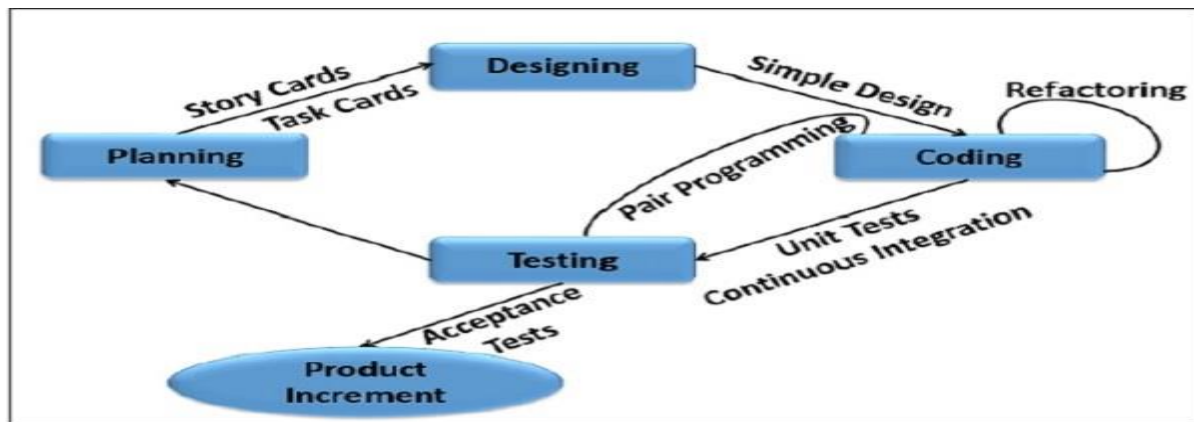 Designing
Story Cards
Task Cards
Simple Design
Refactoring
Planning
Pair Programming
Coding
Testing
Unit Tests
Continuous Integration
Acceptance
Tests
Product
Increment